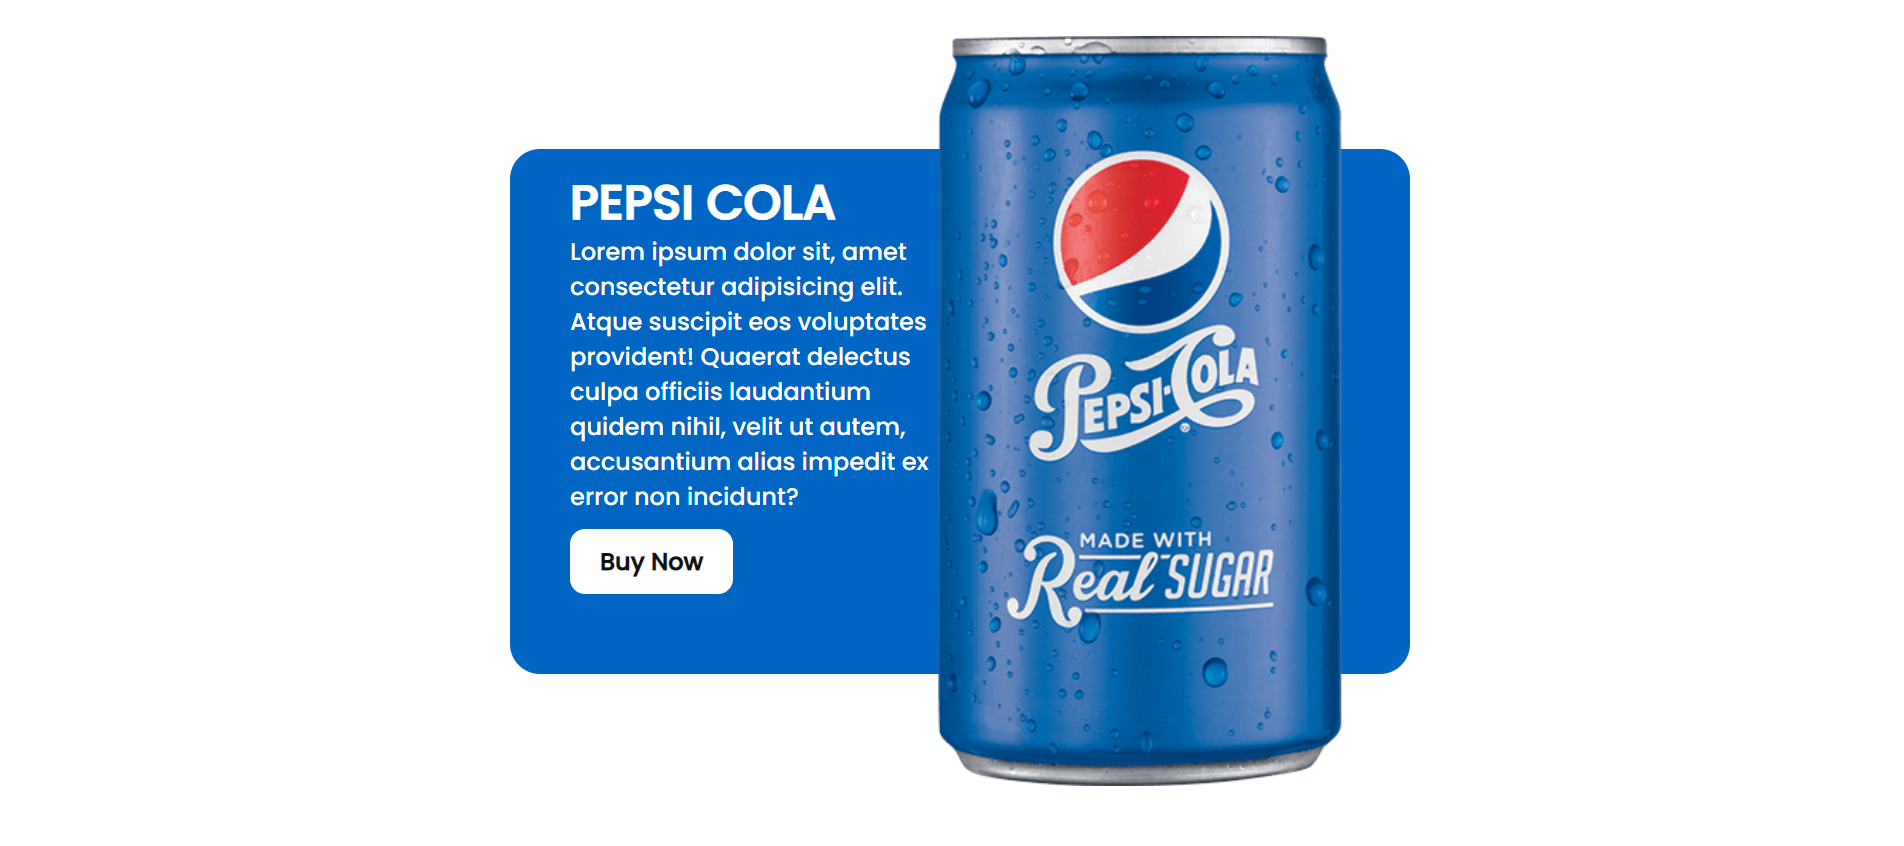 PEPSI COLA
Lorem ipsum dolor sit, amet
consectetur adipisicing elit.
Atque suscipit eos voluptates
provident! Quaerat delectus
culpa officiis laudantium
quidem nihil, velit ut autem,
accusantium alias impedit ex
error non incidunt?
Buy Now
PEPSI-COLA
MADE WITH
Real SUGAR